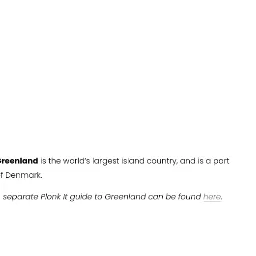 Greenland is the world's largest island country, and is a part
of Denmark.
separate Plonk It guide to Greenland can be found here.